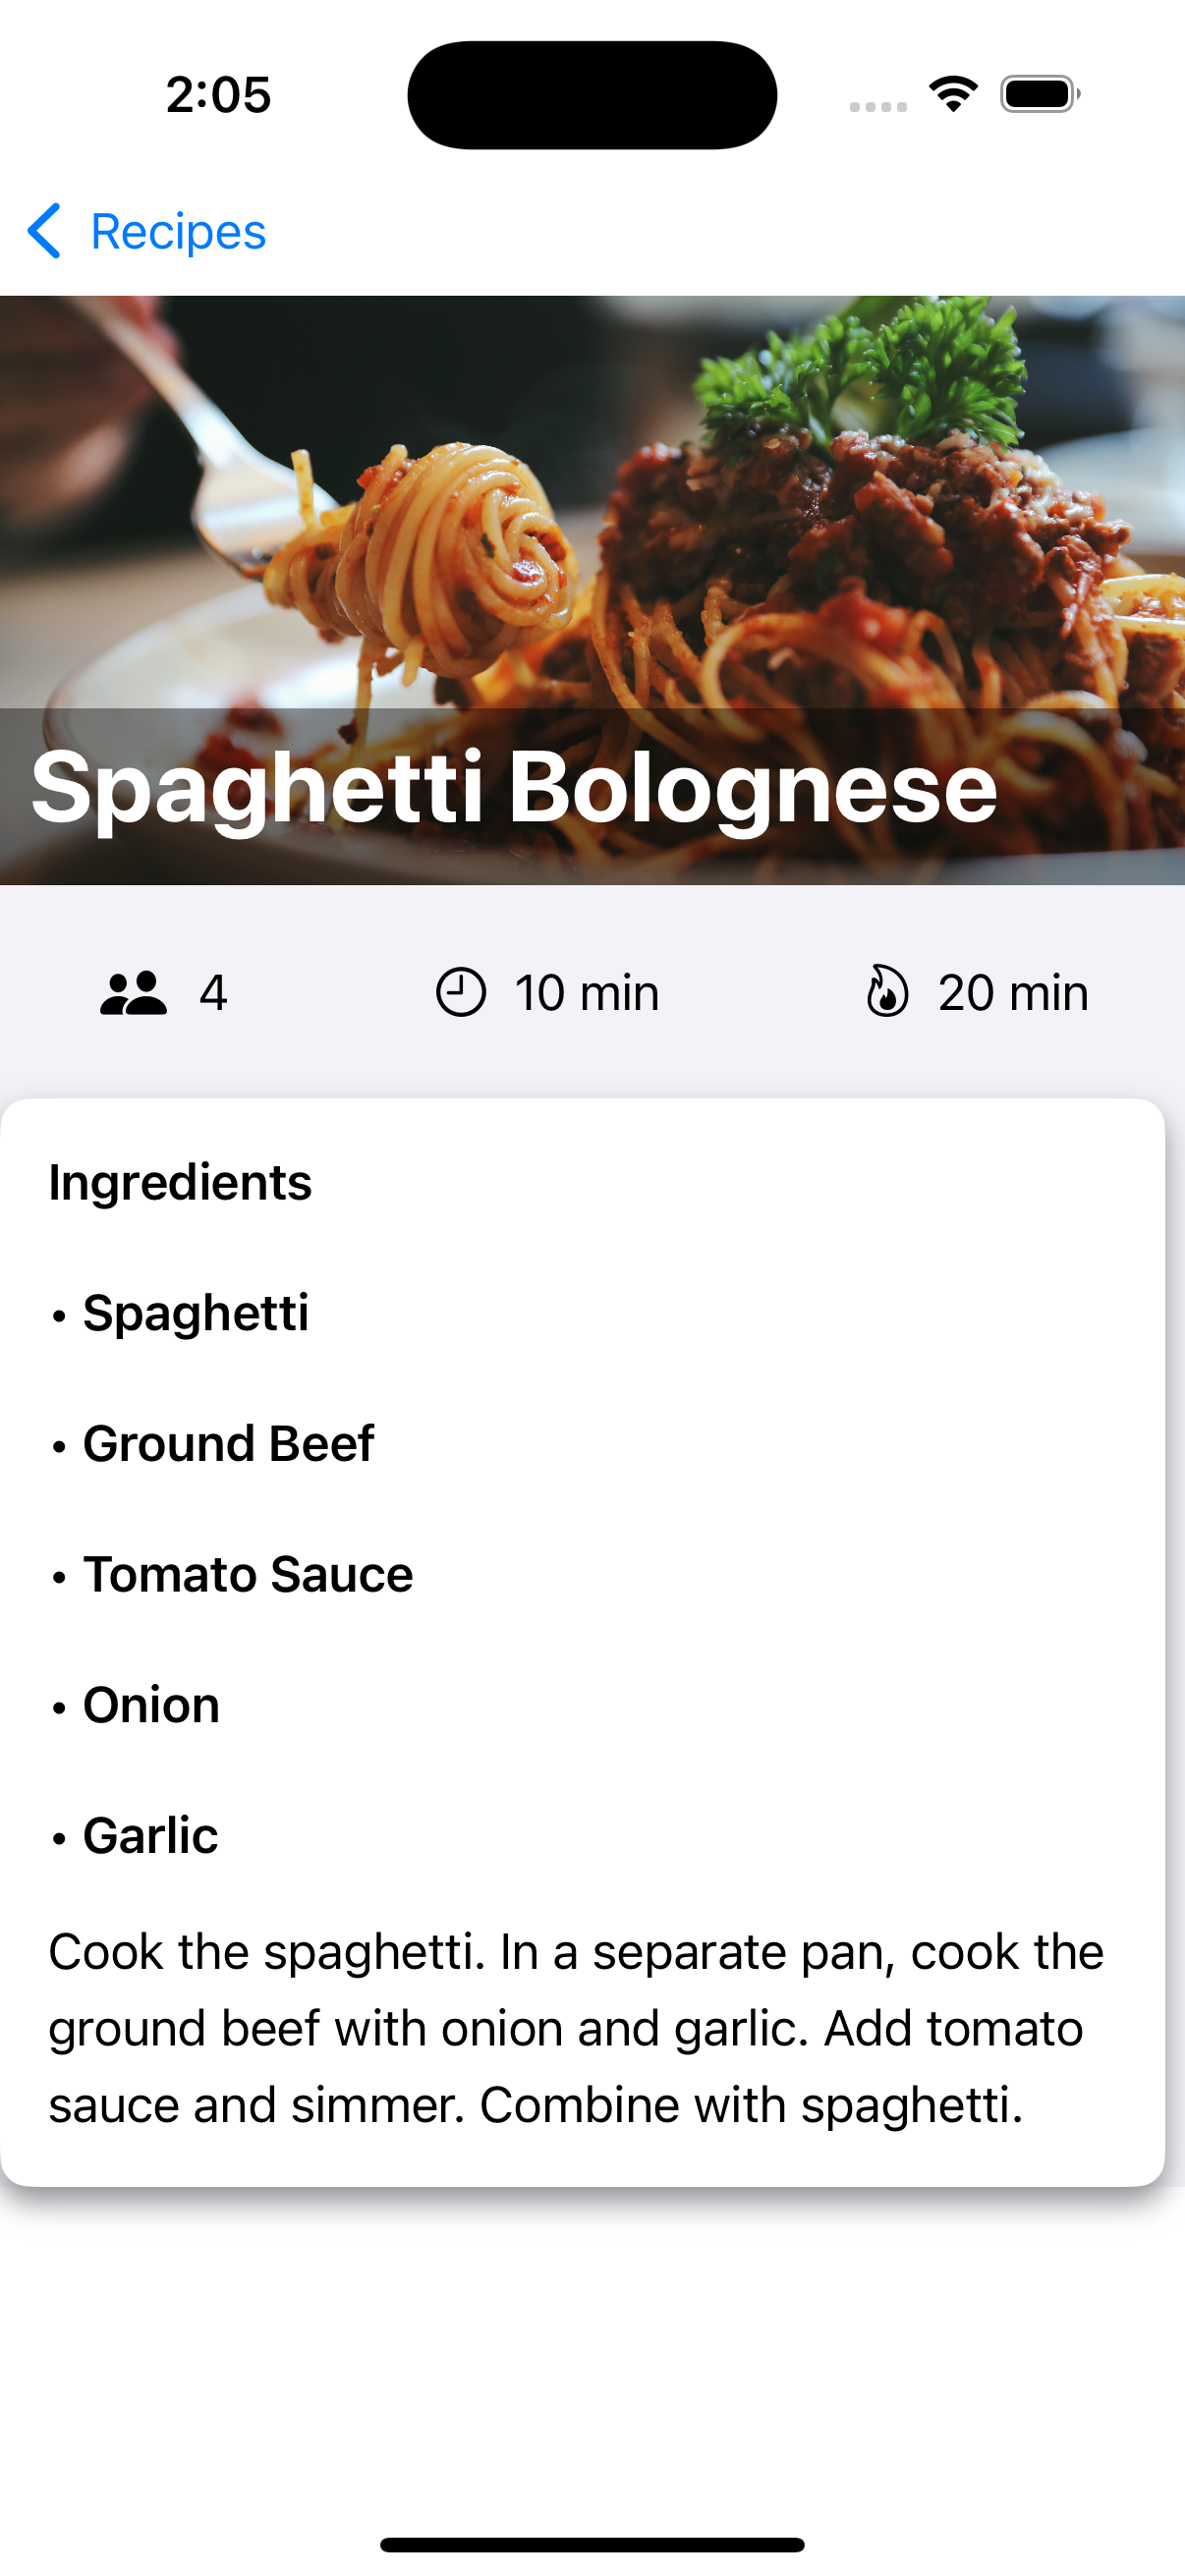 2:05
Recipes
Spaghetti Bolognese
4 10 min 20 min
Ingredients
• Spaghetti
• Ground Beef
• Tomato Sauce
• Onion
• Garlic
Cook the spaghetti. In a separate pan, cook the
ground beef with onion and garlic. Add tomato
sauce and simmer. Combine with spaghetti.